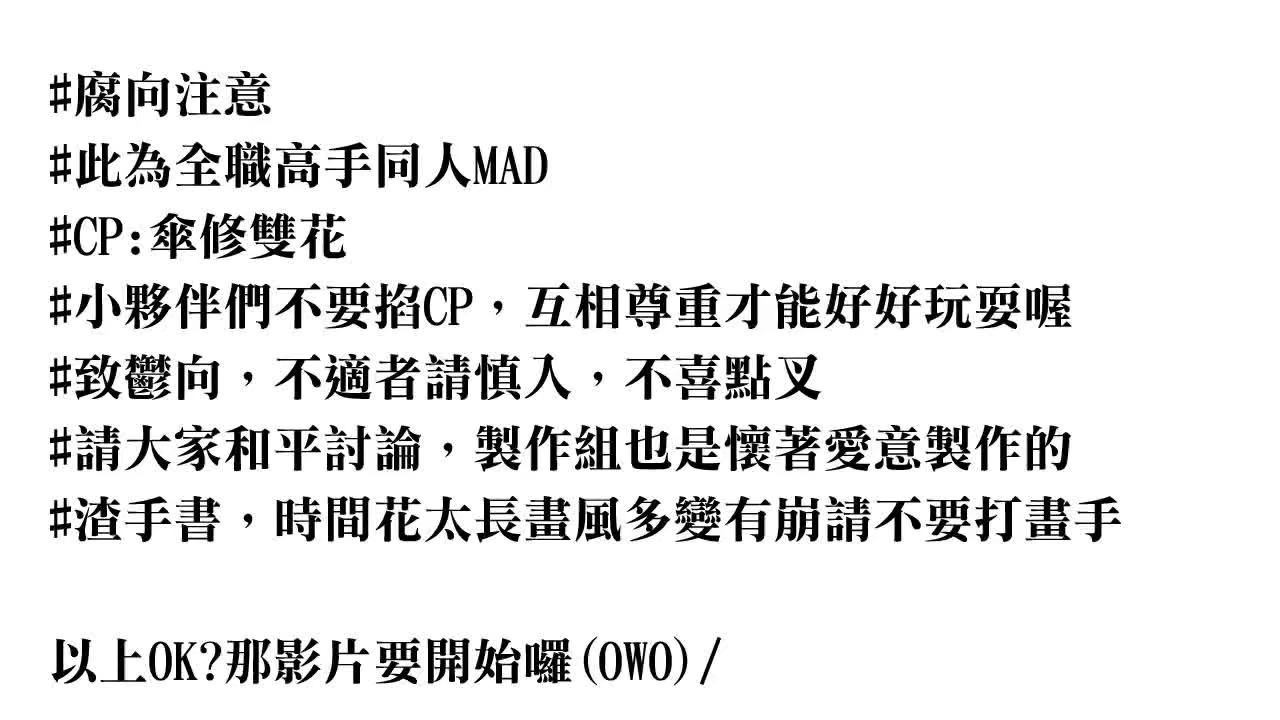 #腐向注意
#此為全職高手同人MAD
#CP:傘修雙花
#小夥伴們不要掐CP，互相尊重才能好好玩耍喔
#致鬱向，不適者請慎入，不喜點叉
#請大家和平討論，製作組也是懷著愛意製作的
#渣手書，時間花太長畫風多變有崩請不要打畫手
以上OK?那影片要開始囉(OWO)/